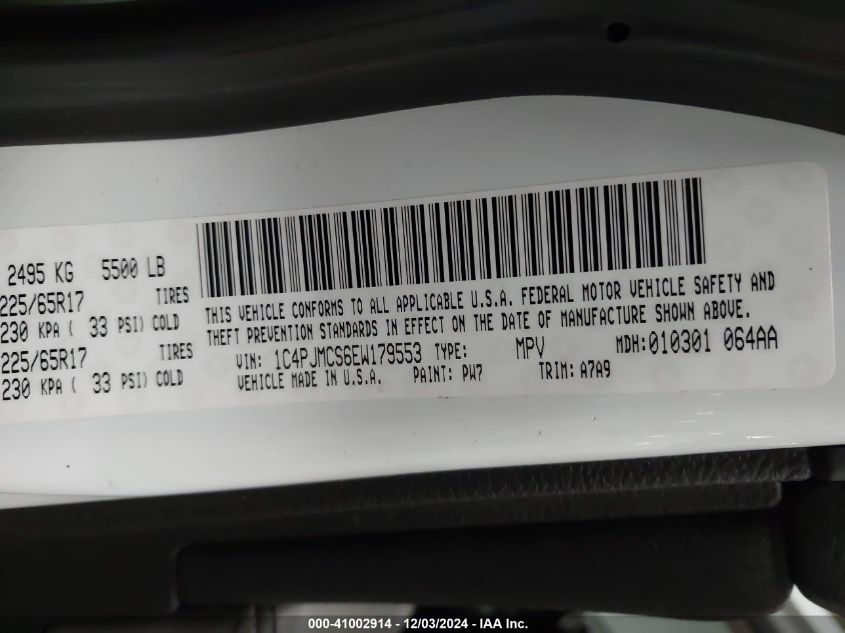 2495 KG 5500 LB
225/65R17 TIRES
230 KPA ( 33 PSI) COLD
225/65R17 TIRES
230 KPA ( 33 PSI) COLD
THIS VEHICLE CONFORMS TO ALL APPLICABLE U.S.A. FEDERAL MOTOR VEHICLE SAFETY AND
THEFT PREVENTION STANDARDS IN EFFECT ON THE DATE OF MANUFACTURE SHOWN ABOVE.
VIN: 1C4PJMCS6EW179553 TYPE: MPV MDH:010301 064AA
VEHICLE MADE IN U.S.A. PAINT: PW7 TRIM: A7A9
000-41002914 - 12/03/2024 - IAA Inc.